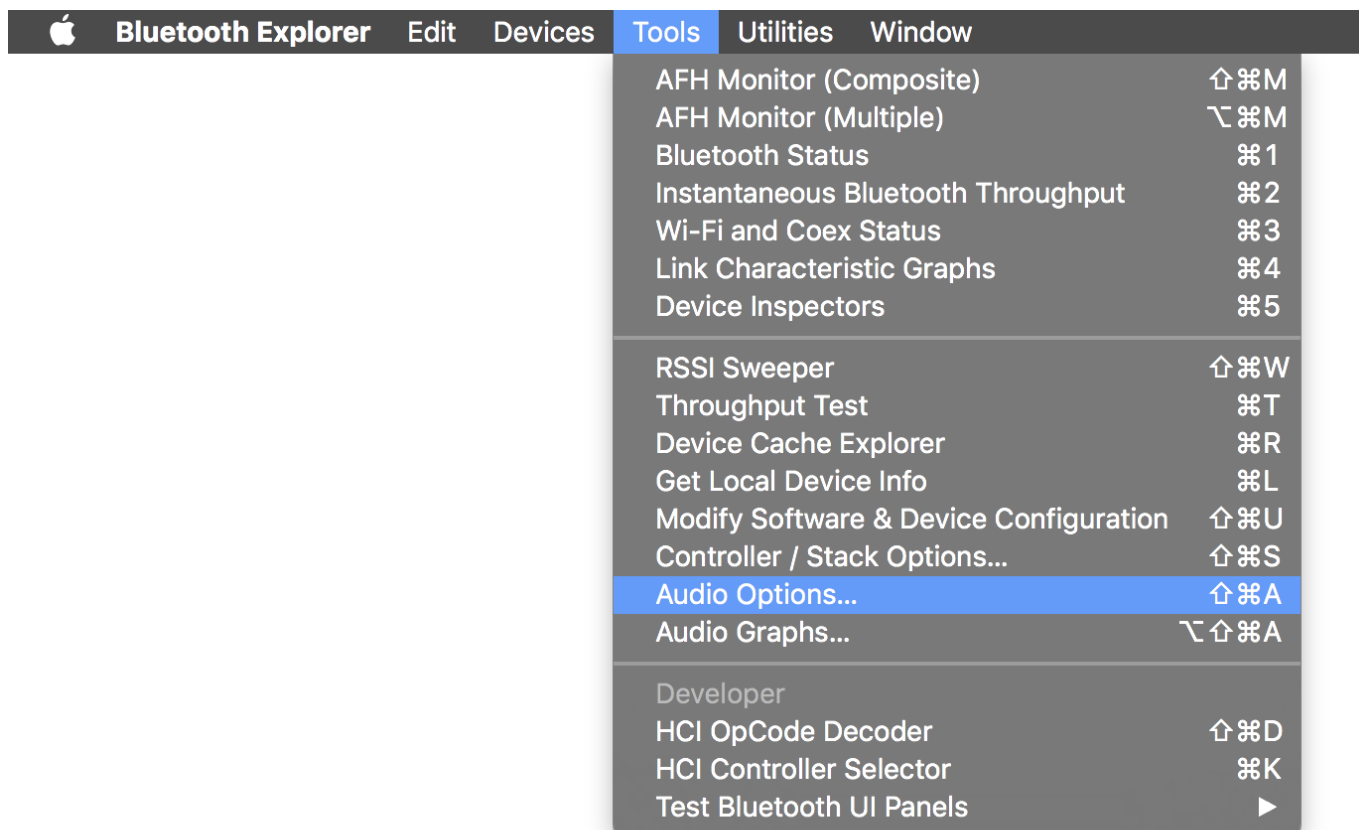 Bluetooth Explorer Edit Devices Tools Utilities Window
AFH Monitor (Composite) ⇧⌘M
AFH Monitor (Multiple) ⌥⌘M
Bluetooth Status ⌘1
Instantaneous Bluetooth Throughput ⌘2
Wi-Fi and Coex Status ⌘3
Link Characteristic Graphs ⌘4
Device Inspectors ⌘5
RSSI Sweeper ⇧⌘W
Throughput Test ⌘T
Device Cache Explorer ⌘R
Get Local Device Info ⌘L
Modify Software & Device Configuration ⇧⌘U
Controller / Stack Options... ⇧⌘S
Audio Options... ⇧⌘A
Audio Graphs... ⌥⇧⌘A
Developer
HCI OpCode Decoder ⇧⌘D
HCI Controller Selector ⌘K
Test Bluetooth UI Panels ▶